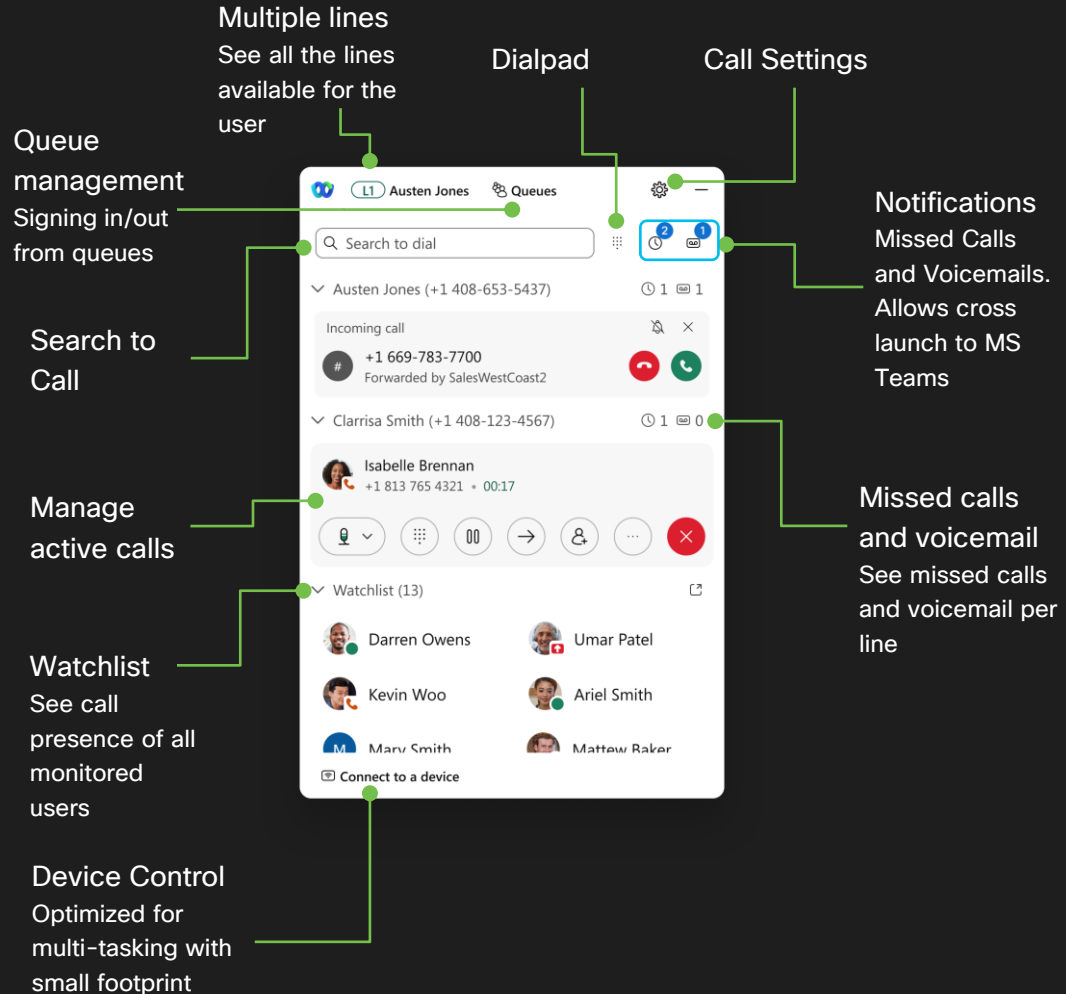 Multiple lines
See all the lines
available for the
user
Dialpad
Call Settings
Queue
management
Signing in/out
from queues
Search to
Call
Manage
active calls
Watchlist
See call
presence of all
monitored
users
Device Control
Optimized for
multi-tasking with
small footprint
L1 Austen Jones Queues
Search to dial
2 1
Austen Jones (+1 408-653-5437) 1 1
Incoming call
# +1 669-783-7700
Forwarded by SalesWestCoast2
Clarrisa Smith (+1 408-123-4567) 1 0
Isabelle Brennan
+1 813 765 4321 • 00:17
Watchlist (13)
Darren Owens Umar Patel
Kevin Woo Ariel Smith
M Mary Smith Mattew Baker
Connect to a device
Notifications
Missed Calls
and Voicemails.
Allows cross
launch to MS
Teams
Missed calls
and voicemail
See missed calls
and voicemail per
line